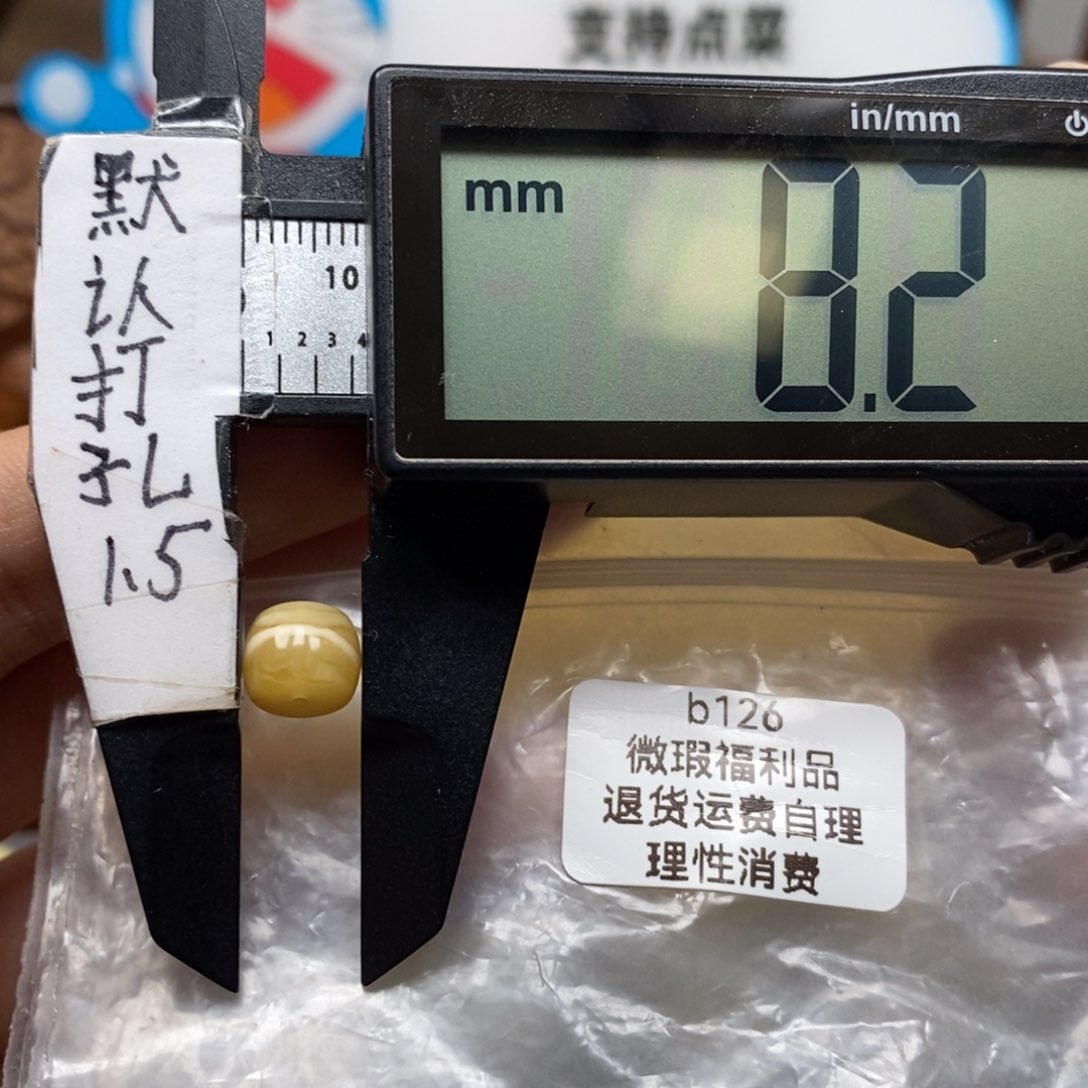 支持点菜
in/mm
mm
8.2
10
1 2 3 4
默
认
打
孔
1.5
b126
微瑕福利品
退货运费自理
理性消费